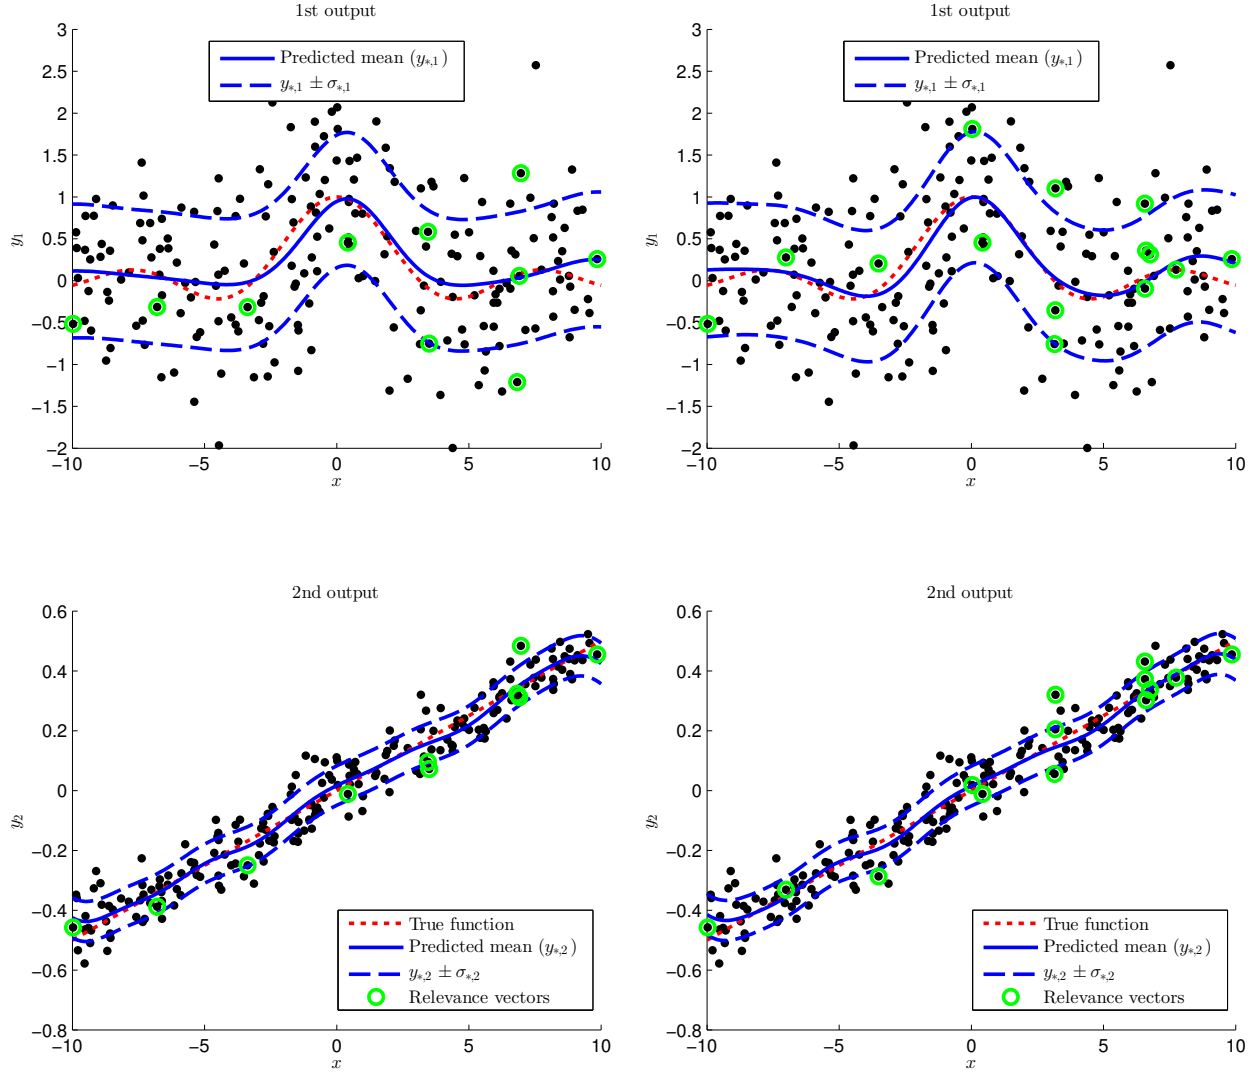 1st output
3
2.5
2
1.5
1
0.5
0
−0.5
−1
−1.5
−2
y1
Predicted mean (y∗,1)
y∗,1 ± σ∗,1
−10 −5 0 5 10
x
1st output
3
2.5
2
1.5
1
0.5
0
−0.5
−1
−1.5
−2
y1
Predicted mean (y∗,1)
y∗,1 ± σ∗,1
−10 −5 0 5 10
x
2nd output
0.6
0.4
0.2
0
−0.2
−0.4
−0.6
−0.8
y2
True function
Predicted mean (y∗,2)
y∗,2 ± σ∗,2
Relevance vectors
−10 −5 0 5 10
x
2nd output
0.6
0.4
0.2
0
−0.2
−0.4
−0.6
−0.8
y2
True function
Predicted mean (y∗,2)
y∗,2 ± σ∗,2
Relevance vectors
−10 −5 0 5 10
x